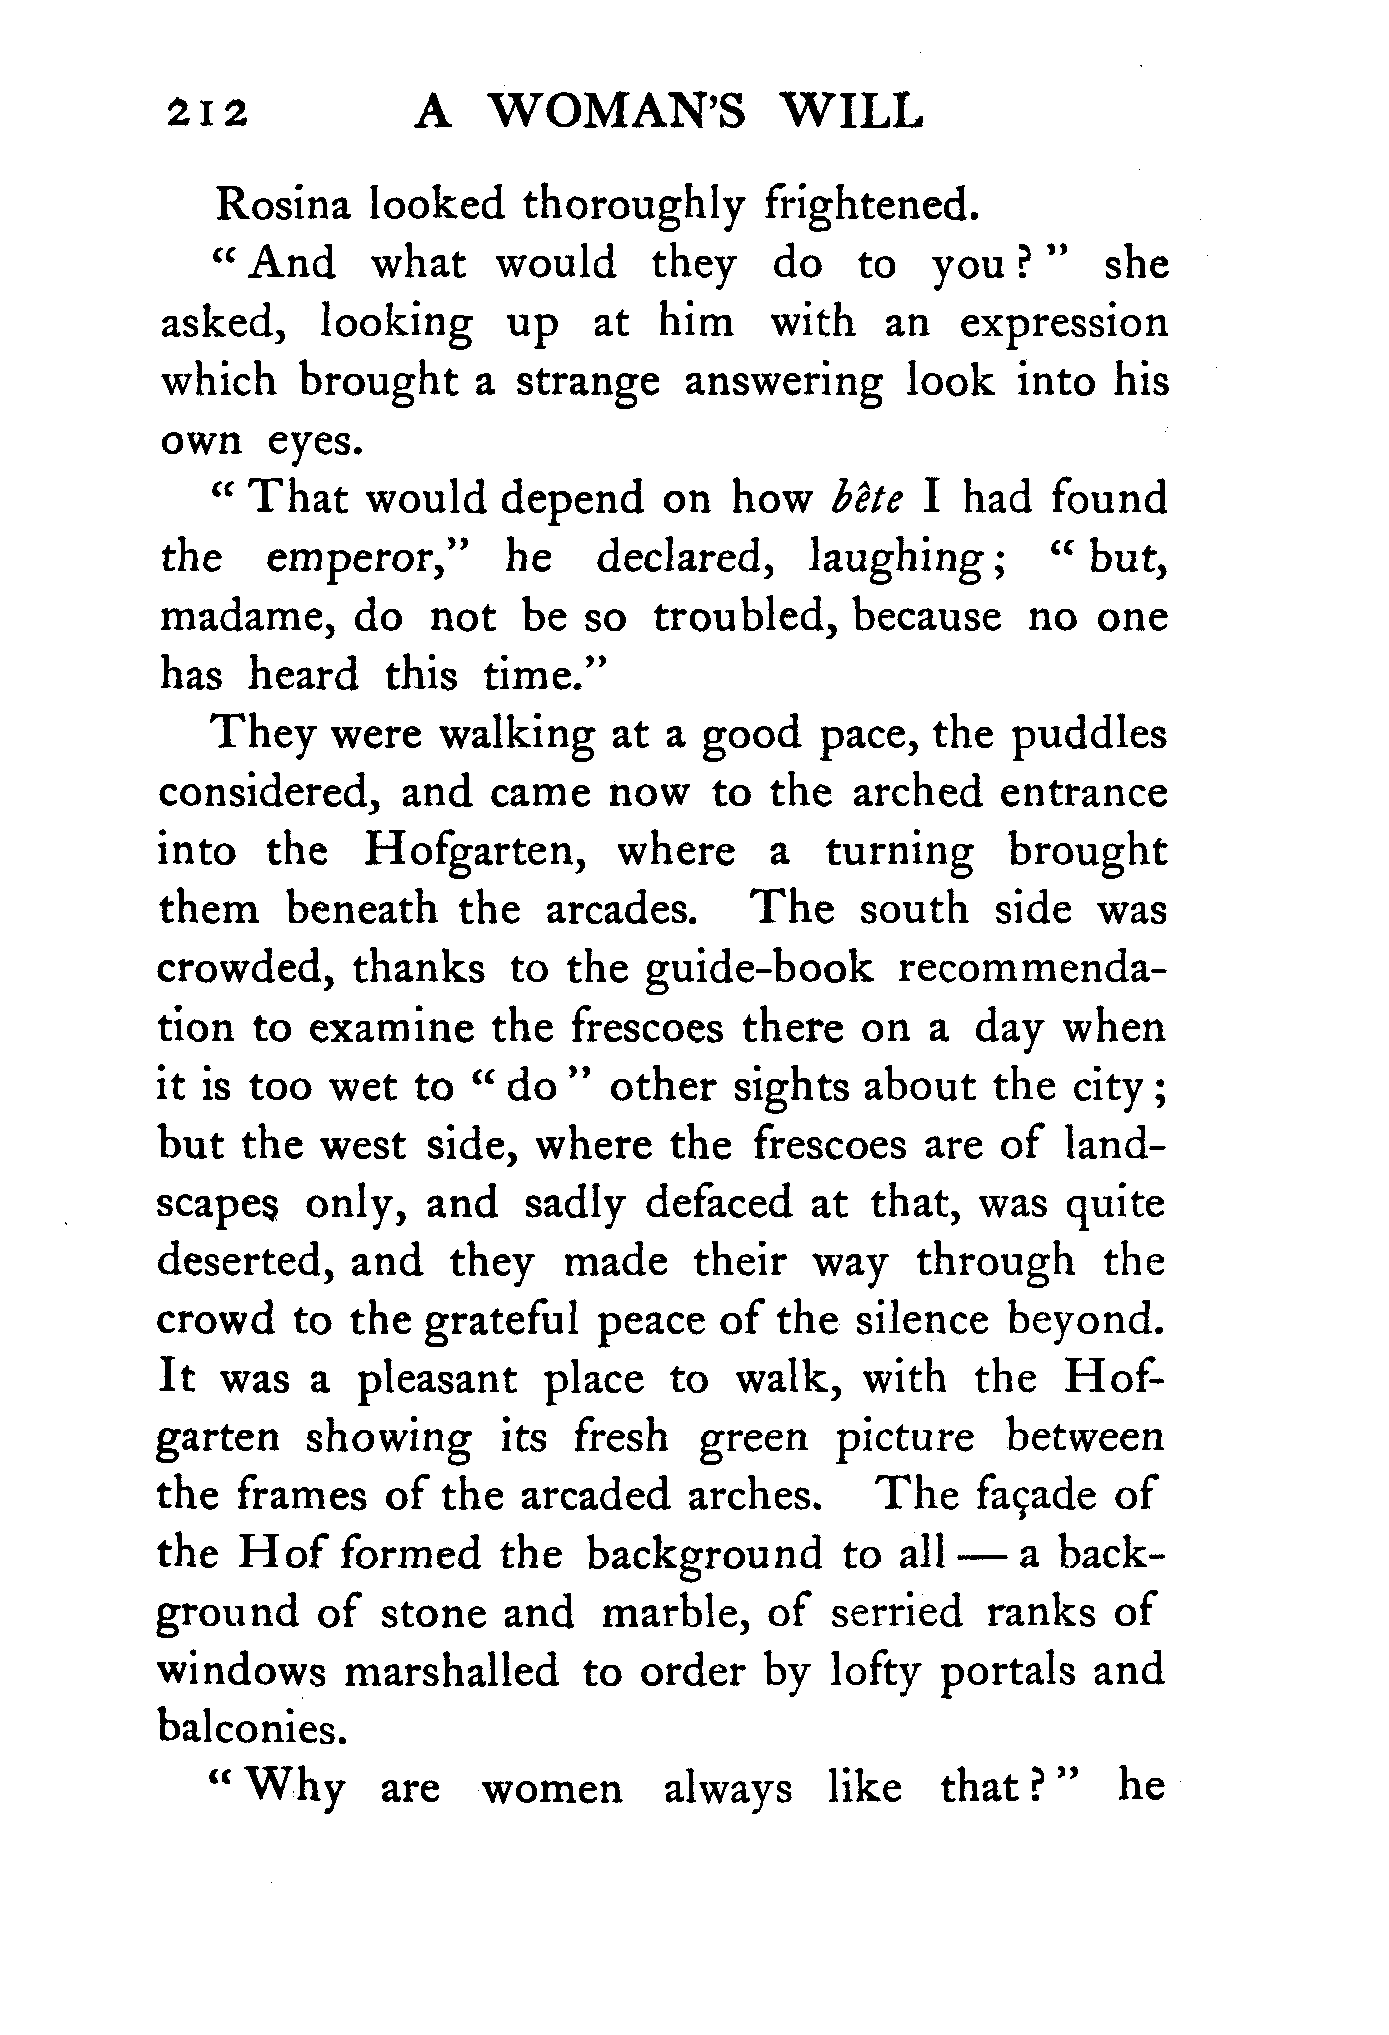 212 A WOMAN'S WILL
Rosina looked thoroughly frightened.
“ And what would they do to you ? ” she
asked, looking up at him with an expression
which brought a strange answering look into his
own eyes.
“ That would depend on how bête I had found
the emperor,” he declared, laughing ; “ but,
madame, do not be so troubled, because no one
has heard this time.”
They were walking at a good pace, the puddles
considered, and came now to the arched entrance
into the Hofgarten, where a turning brought
them beneath the arcades. The south side was
crowded, thanks to the guide-book recommenda-
tion to examine the frescoes there on a day when
it is too wet to “ do ” other sights about the city ;
but the west side, where the frescoes are of land-
scapes only, and sadly defaced at that, was quite
deserted, and they made their way through the
crowd to the grateful peace of the silence beyond.
It was a pleasant place to walk, with the Hof-
garten showing its fresh green picture between
the frames of the arcaded arches. The façade of
the Hof formed the background to all — a back-
ground of stone and marble, of serried ranks of
windows marshalled to order by lofty portals and
balconies.
“ Why are women always like that ? ” he